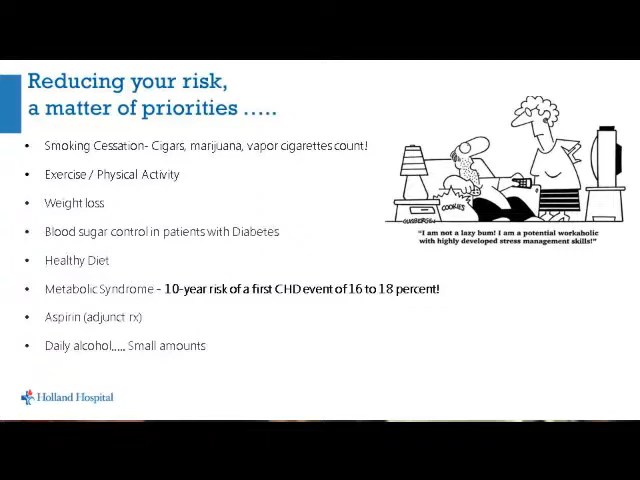 Reducing your risk,
a matter of priorities .....
• Smoking Cessation- Cigars, marijuana, vapor cigarettes count!
• Exercise / Physical Activity
• Weight loss
• Blood sugar control in patients with Diabetes
• Healthy Diet
• Metabolic Syndrome – 10-year risk of a first CHD event of 16 to 18 percent!
• Aspirin (adjunct rx)
• Daily alcohol..... Small amounts
COOKIES
"I am not a lazy bum! I am a potential workaholic
with highly developed stress management skills!"
Holland Hospital